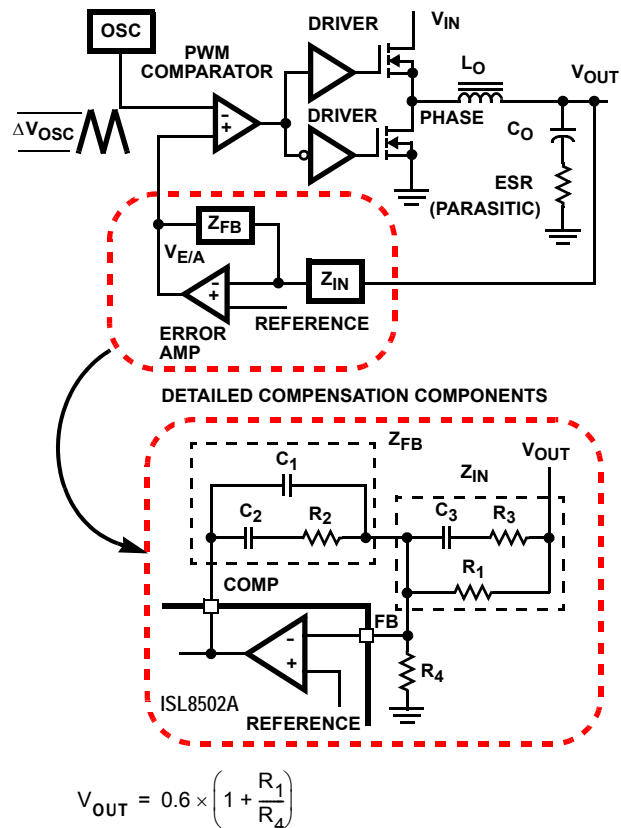 OSC
PWM
COMPARATOR
DRIVER
V_IN
L_O
V_OUT
ΔV_OSC
-
+
DRIVER
PHASE
C_O
ESR
(PARASITIC)
Z_FB
V_E/A
-
+
Z_IN
REFERENCE
ERROR
AMP
DETAILED COMPENSATION COMPONENTS
Z_FB
V_OUT
C_1
Z_IN
C_2
R_2
C_3
R_3
R_1
COMP
FB
-
+
R_4
ISL8502A
REFERENCE
V_OUT = 0.6 × (1 + R_1/R_4)